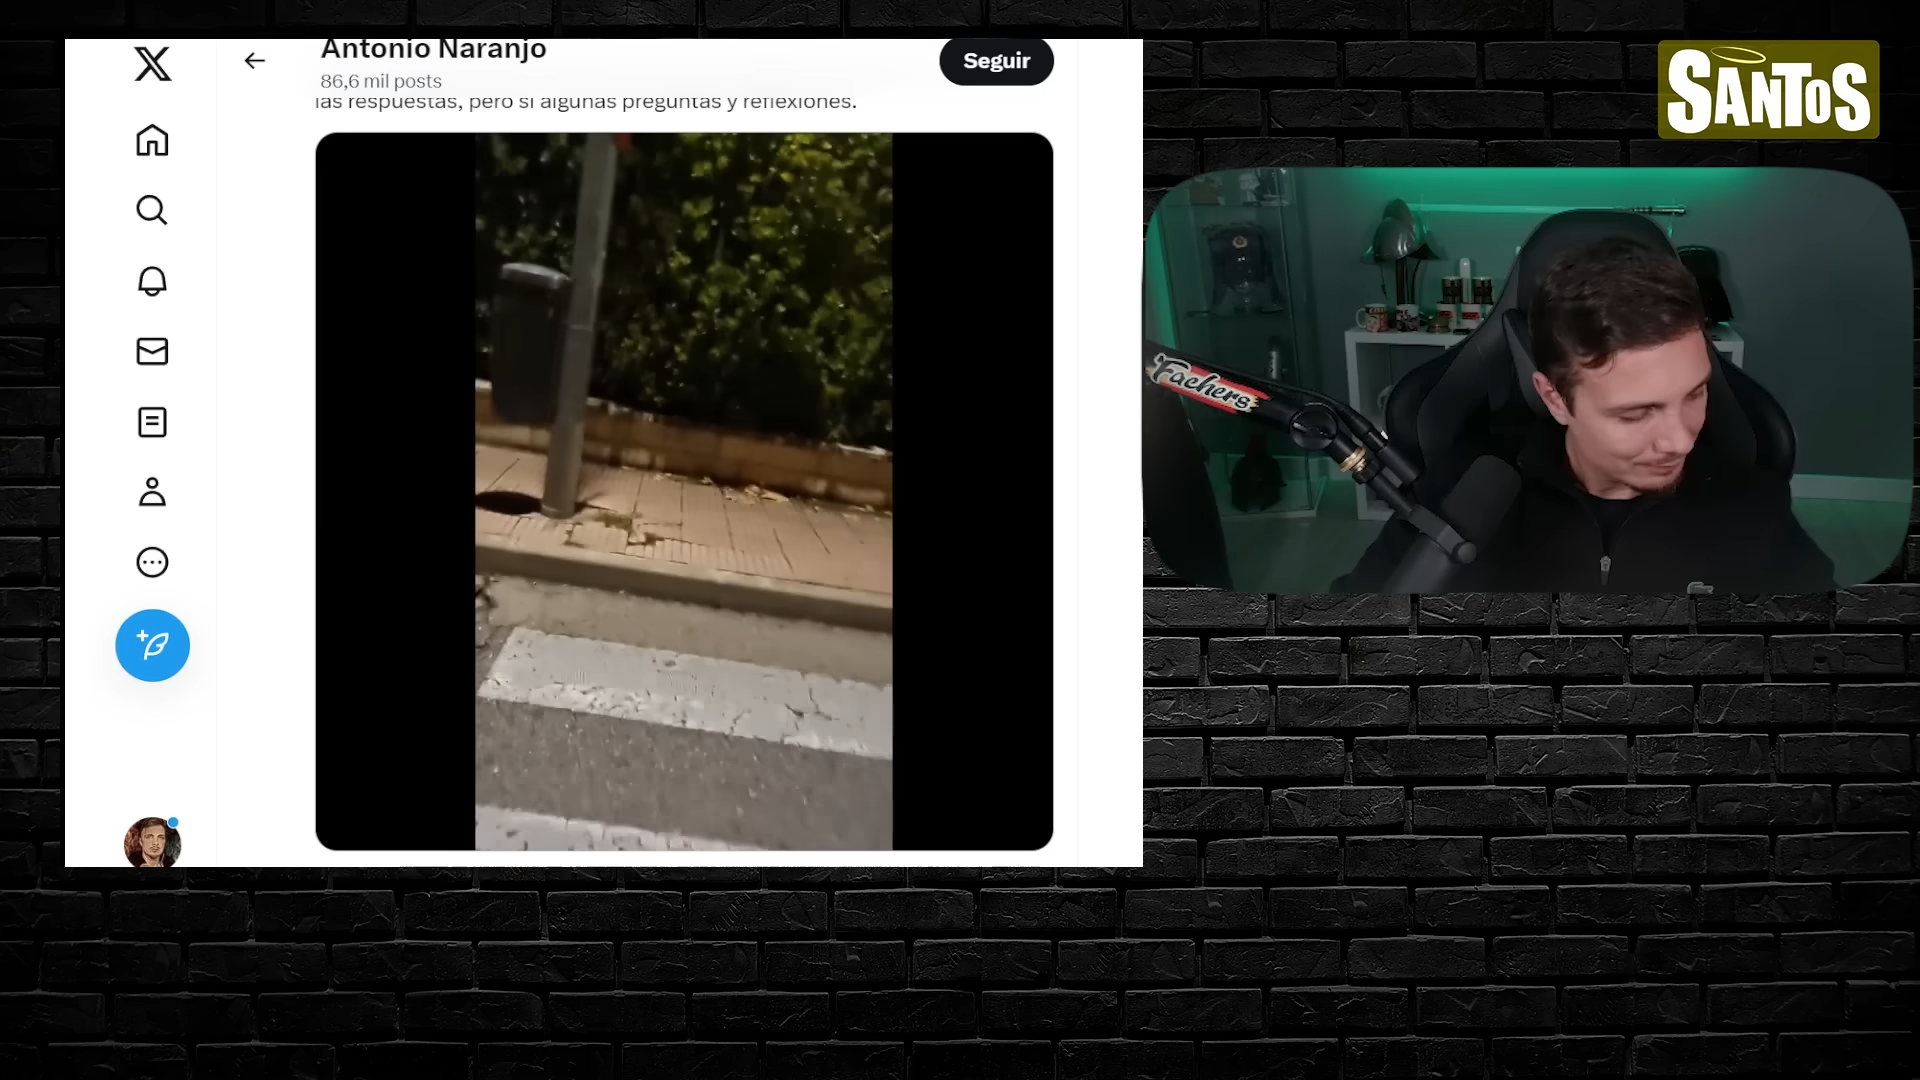 Antonio Naranjo
86,6 mil posts
Seguir
las respuestas, pero sí algunas preguntas y reflexiones.
SANTOS
Fachers